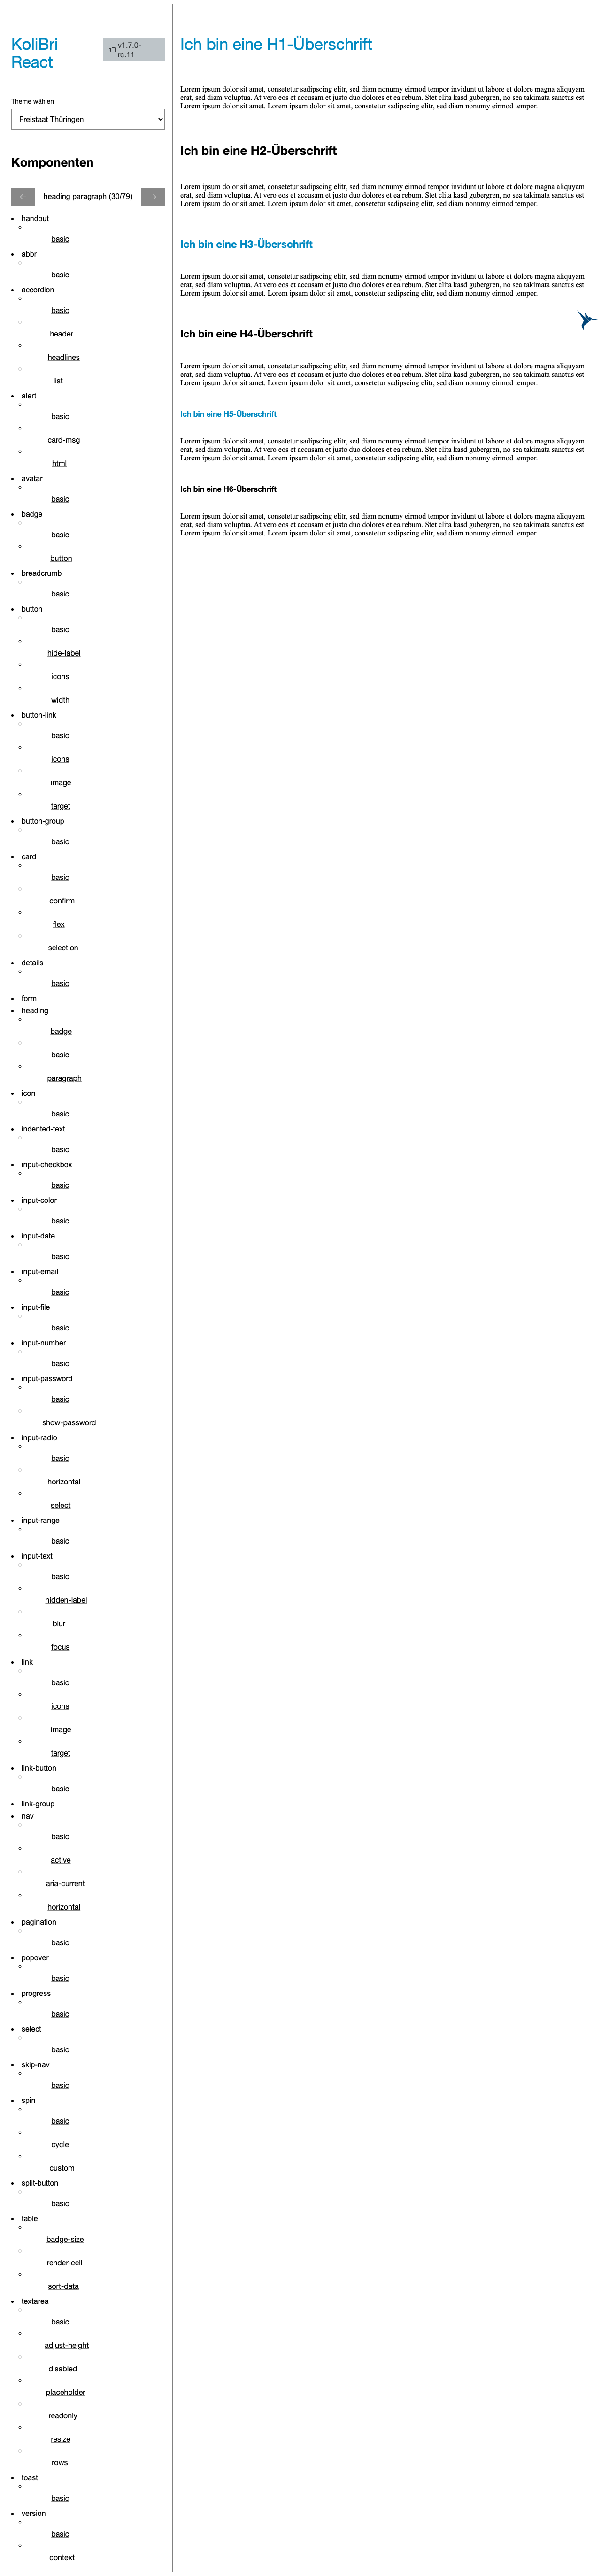 KoliBri
React
v1.7.0-
rc.11
Theme wählen
Freistaat Thüringen
Komponenten
heading paragraph (30/79)
handout
basic
abbr
basic
accordion
basic
header
headlines
list
alert
basic
card-msg
html
avatar
basic
badge
basic
button
breadcrumb
basic
button
basic
hide-label
icons
width
button-link
basic
icons
image
target
button-group
basic
card
basic
confirm
flex
selection
details
basic
form
heading
badge
basic
paragraph
icon
basic
indented-text
basic
input-checkbox
basic
input-color
basic
input-date
basic
input-email
basic
input-file
basic
input-number
basic
input-password
basic
show-password
input-radio
basic
horizontal
select
input-range
basic
input-text
basic
hidden-label
blur
focus
link
basic
icons
image
target
link-button
basic
link-group
nav
basic
active
aria-current
horizontal
pagination
basic
popover
basic
progress
basic
select
basic
skip-nav
basic
spin
basic
cycle
custom
split-button
basic
table
badge-size
render-cell
sort-data
textarea
basic
adjust-height
disabled
placeholder
readonly
resize
rows
toast
basic
version
basic
context
Ich bin eine H1-Überschrift
Lorem ipsum dolor sit amet, consetetur sadipscing elitr, sed diam nonumy eirmod tempor invidunt ut labore et dolore magna aliquyam
erat, sed diam voluptua. At vero eos et accusam et justo duo dolores et ea rebum. Stet clita kasd gubergren, no sea takimata sanctus est
Lorem ipsum dolor sit amet. Lorem ipsum dolor sit amet, consetetur sadipscing elitr, sed diam nonumy eirmod tempor.
Ich bin eine H2-Überschrift
Lorem ipsum dolor sit amet, consetetur sadipscing elitr, sed diam nonumy eirmod tempor invidunt ut labore et dolore magna aliquyam
erat, sed diam voluptua. At vero eos et accusam et justo duo dolores et ea rebum. Stet clita kasd gubergren, no sea takimata sanctus est
Lorem ipsum dolor sit amet. Lorem ipsum dolor sit amet, consetetur sadipscing elitr, sed diam nonumy eirmod tempor.
Ich bin eine H3-Überschrift
Lorem ipsum dolor sit amet, consetetur sadipscing elitr, sed diam nonumy eirmod tempor invidunt ut labore et dolore magna aliquyam
erat, sed diam voluptua. At vero eos et accusam et justo duo dolores et ea rebum. Stet clita kasd gubergren, no sea takimata sanctus est
Lorem ipsum dolor sit amet. Lorem ipsum dolor sit amet, consetetur sadipscing elitr, sed diam nonumy eirmod tempor.
Ich bin eine H4-Überschrift
Lorem ipsum dolor sit amet, consetetur sadipscing elitr, sed diam nonumy eirmod tempor invidunt ut labore et dolore magna aliquyam
erat, sed diam voluptua. At vero eos et accusam et justo duo dolores et ea rebum. Stet clita kasd gubergren, no sea takimata sanctus est
Lorem ipsum dolor sit amet. Lorem ipsum dolor sit amet, consetetur sadipscing elitr, sed diam nonumy eirmod tempor.
Ich bin eine H5-Überschrift
Lorem ipsum dolor sit amet, consetetur sadipscing elitr, sed diam nonumy eirmod tempor invidunt ut labore et dolore magna aliquyam
erat, sed diam voluptua. At vero eos et accusam et justo duo dolores et ea rebum. Stet clita kasd gubergren, no sea takimata sanctus est
Lorem ipsum dolor sit amet. Lorem ipsum dolor sit amet, consetetur sadipscing elitr, sed diam nonumy eirmod tempor.
Ich bin eine H6-Überschrift
Lorem ipsum dolor sit amet, consetetur sadipscing elitr, sed diam nonumy eirmod tempor invidunt ut labore et dolore magna aliquyam
erat, sed diam voluptua. At vero eos et accusam et justo duo dolores et ea rebum. Stet clita kasd gubergren, no sea takimata sanctus est
Lorem ipsum dolor sit amet. Lorem ipsum dolor sit amet, consetetur sadipscing elitr, sed diam nonumy eirmod tempor.